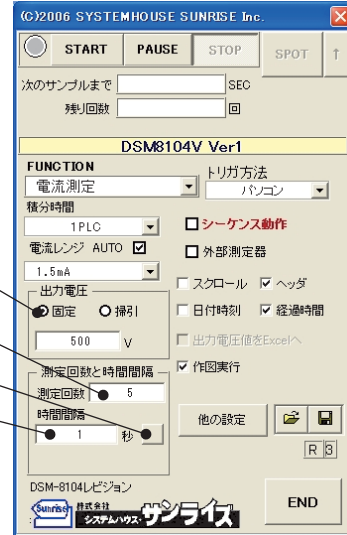 (C)2006 SYSTEMHOUSE SUNRISE Inc.
START PAUSE STOP SPOT ↑
次のサンプルまで SEC
残り回数 回
DSM8104V Ver1
FUNCTION トリガ方法
電流測定 パソコン
積分時間
1PLC シーケンス動作
電流レンジ AUTO 外部測定器
1.5mA
スクロール ヘッダ
出力電圧
固定 掃引 日付時刻 経過時間
500 V 出力電圧値をExcelへ
作図実行
測定回数と時間間隔
測定回数 5
時間間隔 他の設定
1 秒
R 3
DSM-8104レビジョン
Sunrise 株式会社 システムハウス・サンライズ END